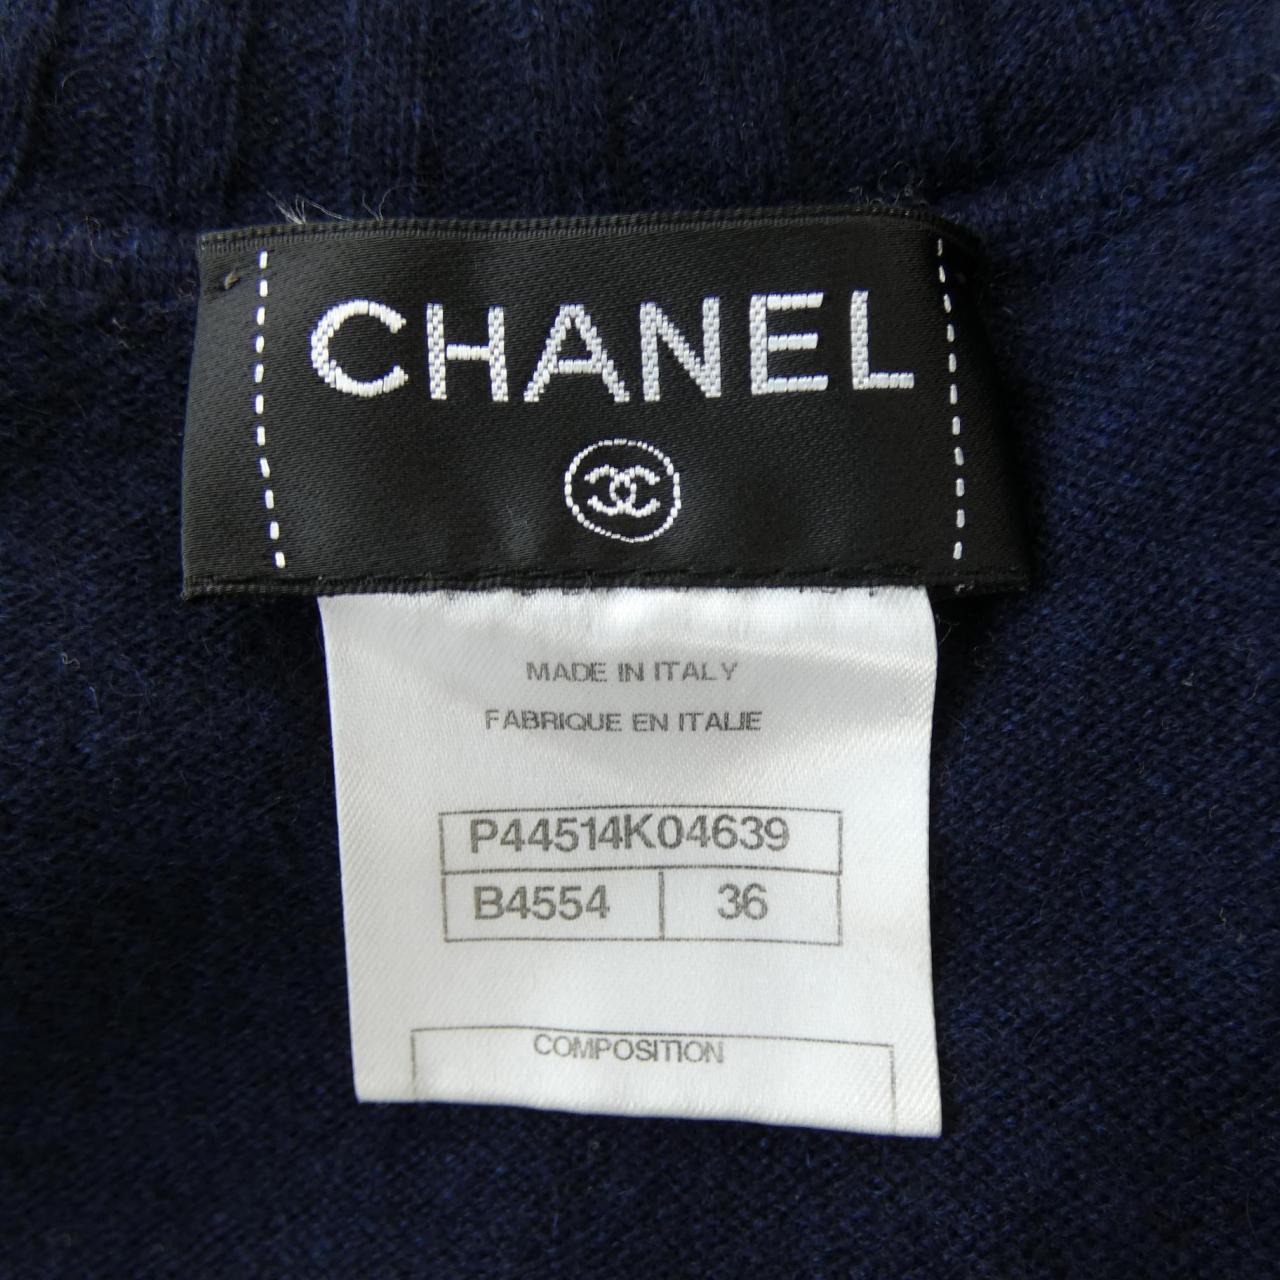 CHANEL
MADE IN ITALY
FABRIQUE EN ITALIE
P44514K04639
B4554 36
COMPOSITION